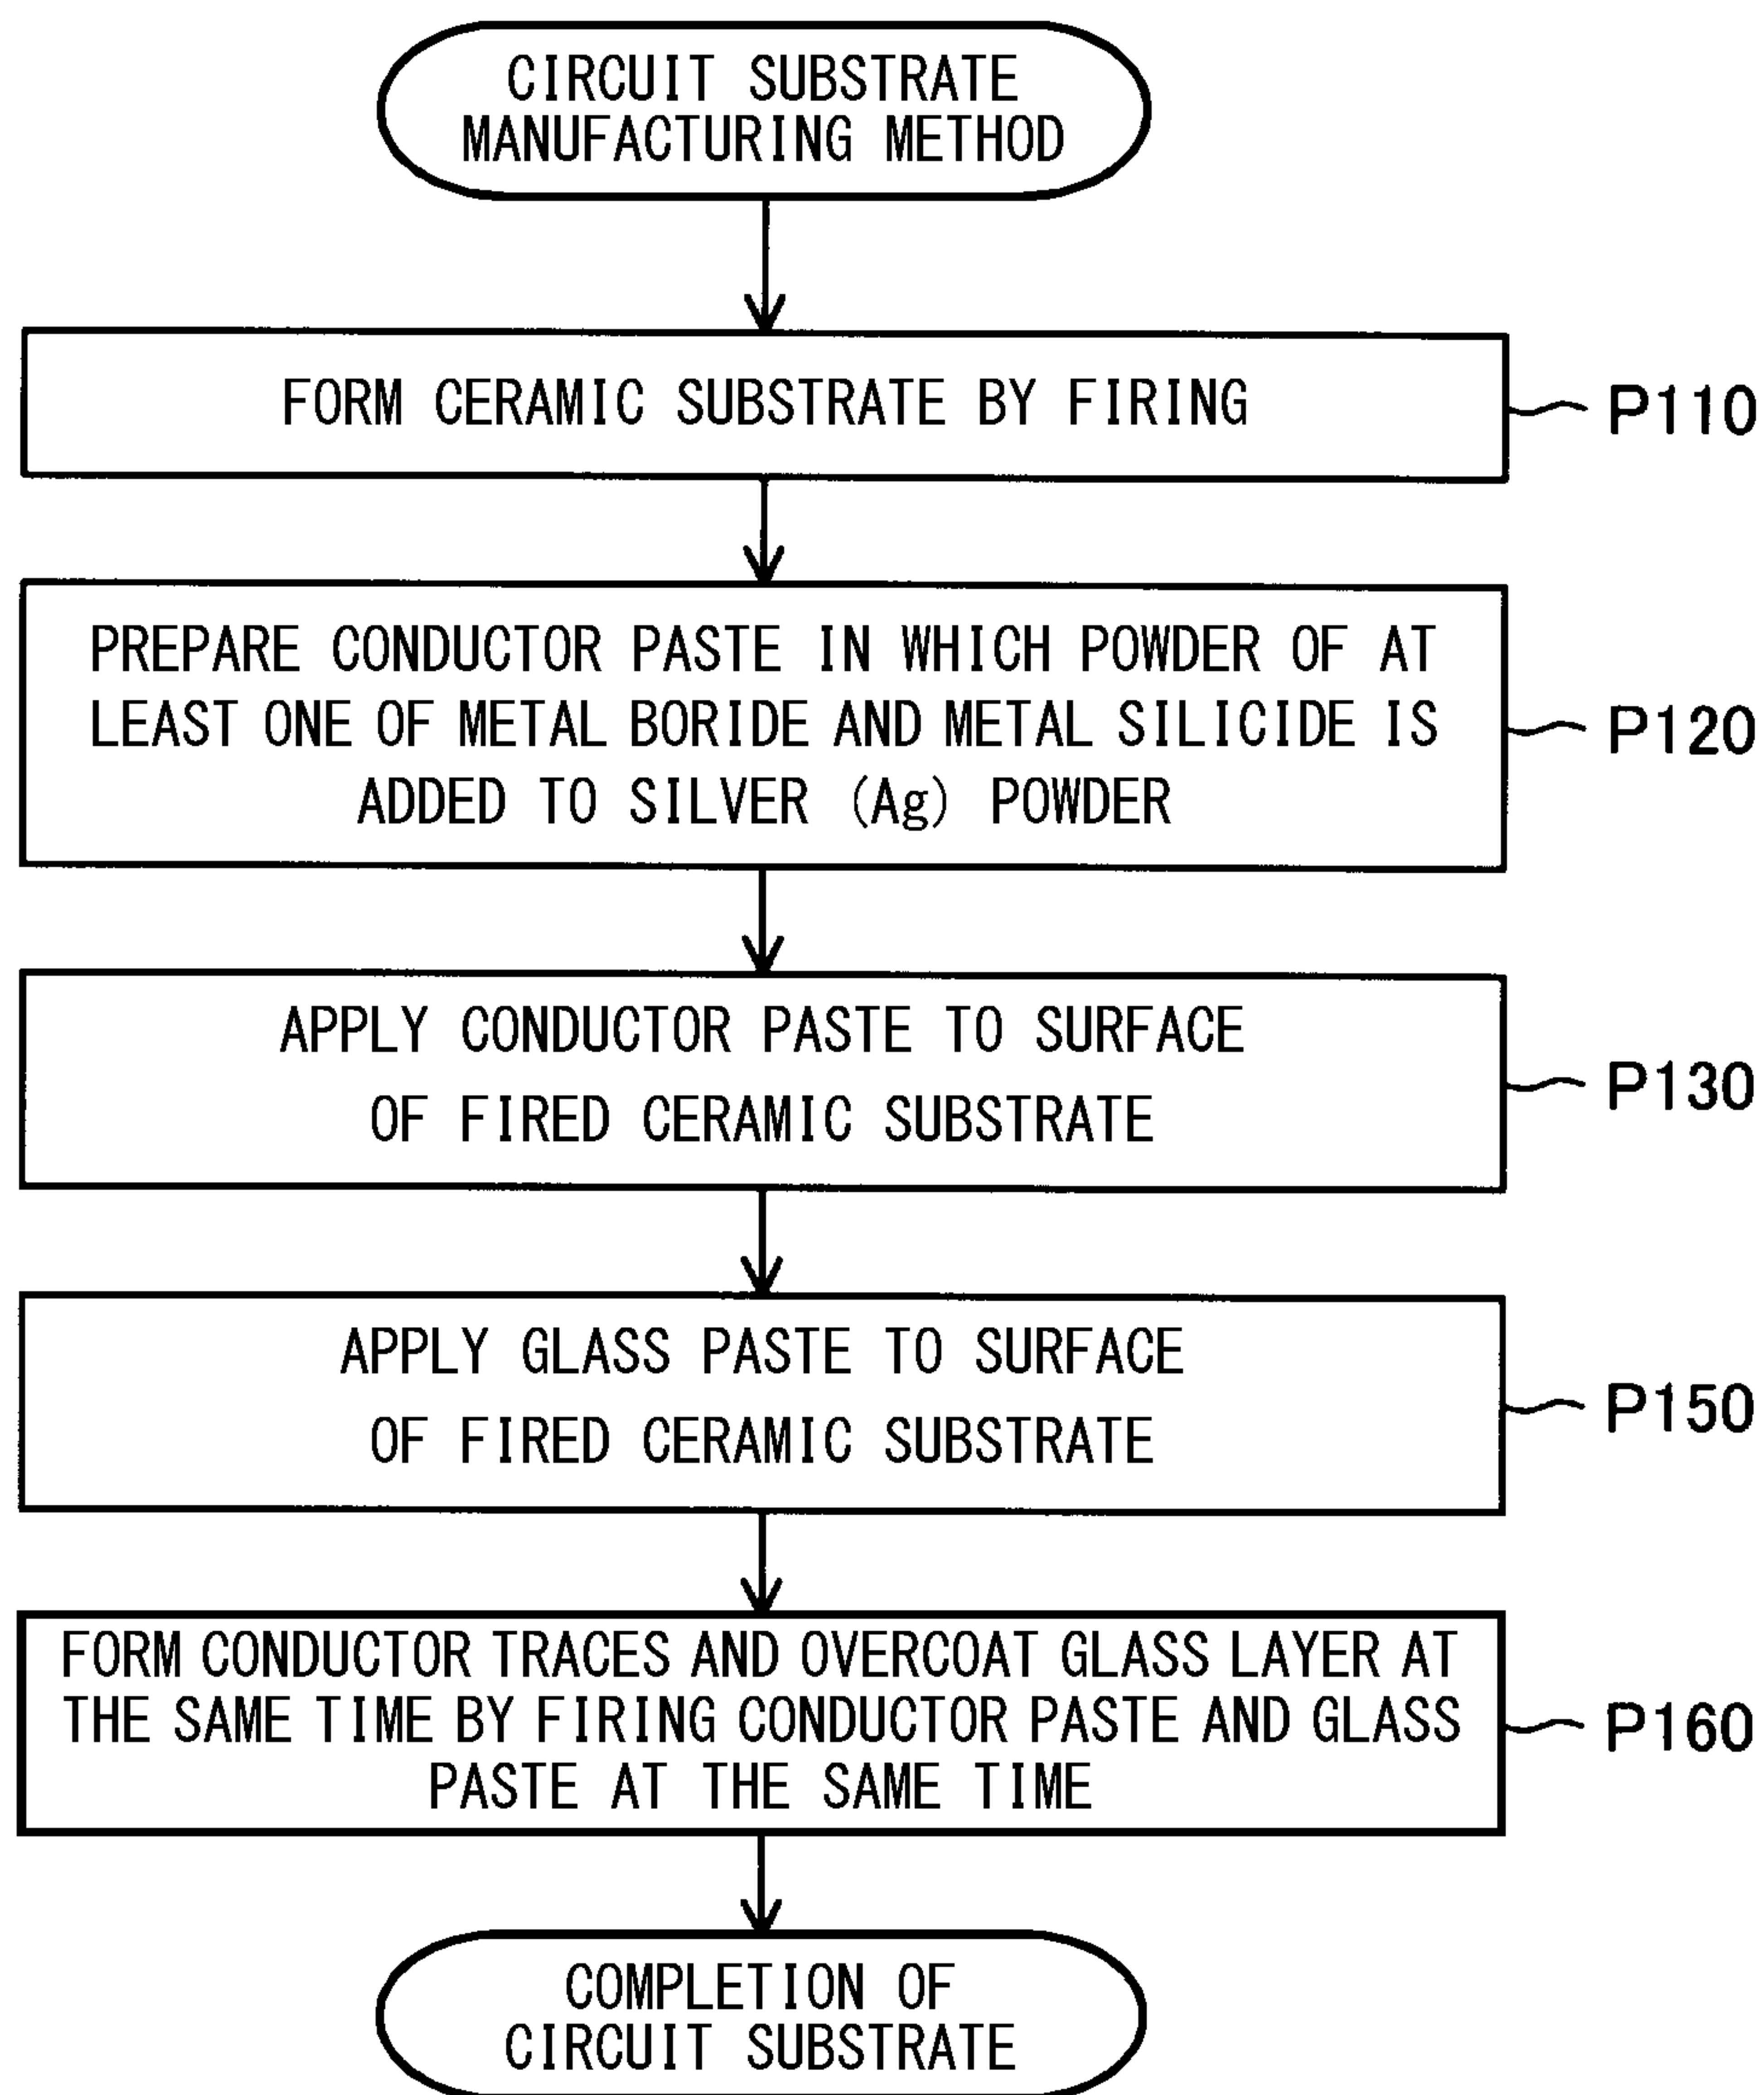 CIRCUIT SUBSTRATE
MANUFACTURING METHOD
FORM CERAMIC SUBSTRATE BY FIRING
P110
PREPARE CONDUCTOR PASTE IN WHICH POWDER OF AT
LEAST ONE OF METAL BORIDE AND METAL SILICIDE IS
ADDED TO SILVER (Ag) POWDER
P120
APPLY CONDUCTOR PASTE TO SURFACE
OF FIRED CERAMIC SUBSTRATE
P130
APPLY GLASS PASTE TO SURFACE
OF FIRED CERAMIC SUBSTRATE
P150
FORM CONDUCTOR TRACES AND OVERCOAT GLASS LAYER AT
THE SAME TIME BY FIRING CONDUCTOR PASTE AND GLASS
PASTE AT THE SAME TIME
P160
COMPLETION OF
CIRCUIT SUBSTRATE